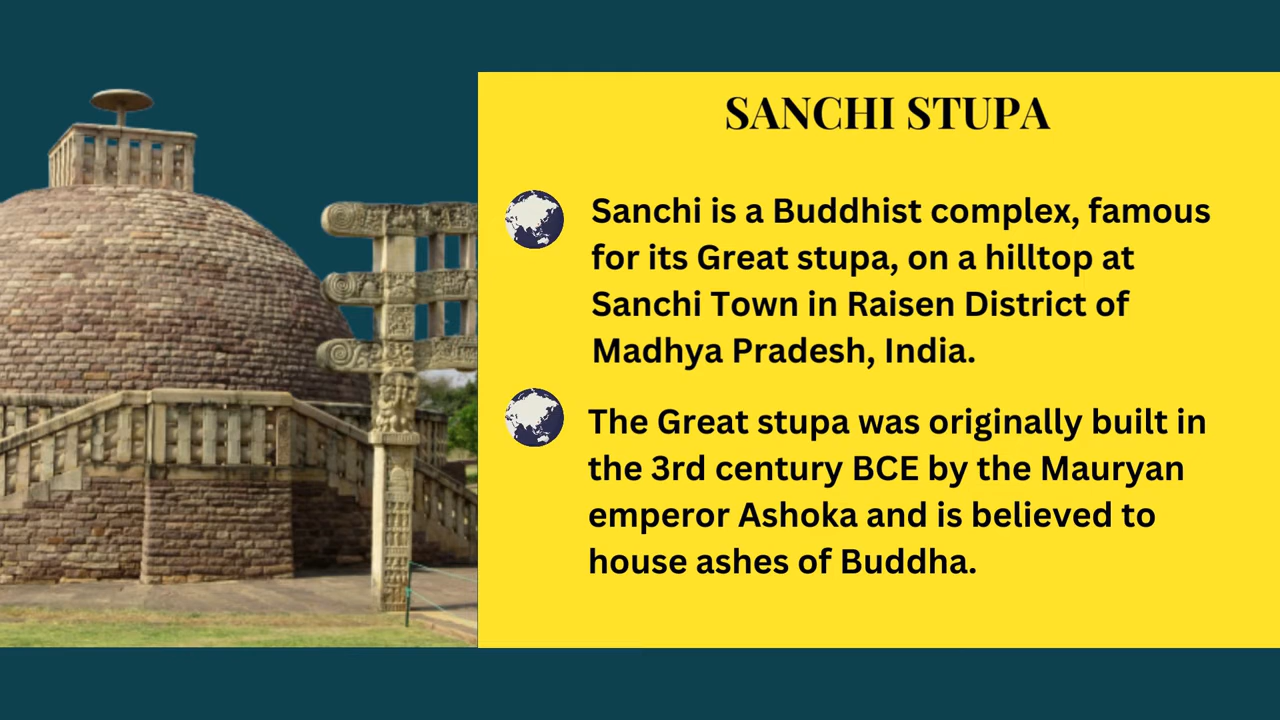 SANCHI STUPA
Sanchi is a Buddhist complex, famous
for its Great stupa, on a hilltop at
Sanchi Town in Raisen District of
Madhya Pradesh, India.
The Great stupa was originally built in
the 3rd century BCE by the Mauryan
emperor Ashoka and is believed to
house ashes of Buddha.